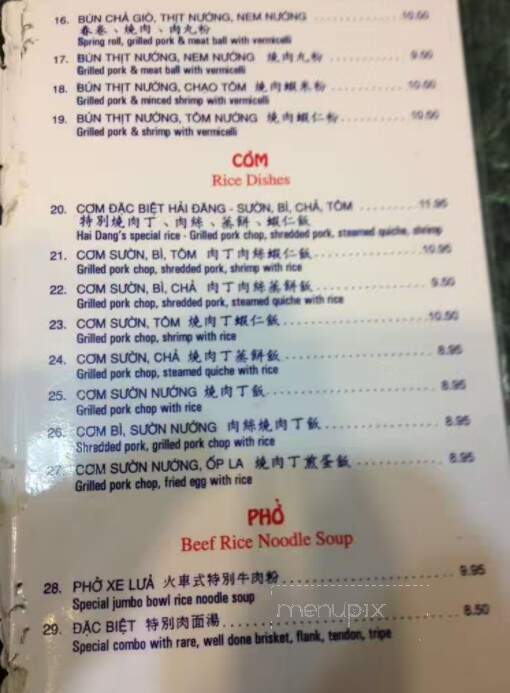 16. BÚN CHẢ GIÒ, THỊT NƯỚNG, NEM NƯỚNG ........ 10.50
春卷、燒肉、肉丸粉
Spring roll, grilled pork & meat ball with vermicelli
17. BÚN THỊT NƯỚNG, NEM NƯỚNG 燒肉丸粉 ........ 9.50
Grilled pork & meat ball with vermicelli
18. BÚN THỊT NƯỚNG, CHẠO TÔM 燒肉蝦米粉 ........ 10.50
Grilled pork & minced shrimp with vermicelli
19. BÚN THỊT NƯỚNG, TÔM NƯỚNG 燒肉蝦仁粉 ........ 10.50
Grilled pork & shrimp with vermicelli
CƠM
Rice Dishes
20. CƠM ĐẶC BIỆT HẢI ĐĂNG - SƯỜN, BÌ, CHẢ, TÔM ........ 11.95
特別燒肉丁、肉絲、蒸餅、蝦仁飯
Hai Dang's special rice - Grilled pork chop, shredded pork, steamed quiche, shrimp
21. CƠM SƯỜN, BÌ, TÔM 肉丁肉絲蝦仁飯 ........ 10.95
Grilled pork chop, shredded pork, shrimp with rice
22. CƠM SƯỜN, BÌ, CHẢ 肉丁肉絲蒸餅飯 ........ 9.50
Grilled pork chop, shredded pork, steamed quiche with rice
23. CƠM SƯỜN, TÔM 燒肉丁蝦仁飯 ........ 10.50
Grilled pork chop, shrimp with rice
24. CƠM SƯỜN, CHẢ 燒肉丁蒸餅飯 ........ 8.95
Grilled pork chop, steamed quiche with rice
25. CƠM SƯỜN NƯỚNG 燒肉丁飯 ........ 8.95
Grilled pork chop with rice
26. CƠM BÌ, SƯỜN NƯỚNG 肉絲燒肉丁飯 ........ 8.95
Shredded pork, grilled pork chop with rice
27. CƠM SƯỜN NƯỚNG, ỐP LA 燒肉丁煎蛋飯 ........ 8.95
Grilled pork chop, fried egg with rice
PHỞ
Beef Rice Noodle Soup
28. PHỞ XE LỬA 火車式特別牛肉粉 ........ 9.95
Special jumbo bowl rice noodle soup
menupix
29. ĐẶC BIỆT 特別肉面湯 ........ 8.50
Special combo with rare, well done brisket, flank, tendon, tripe